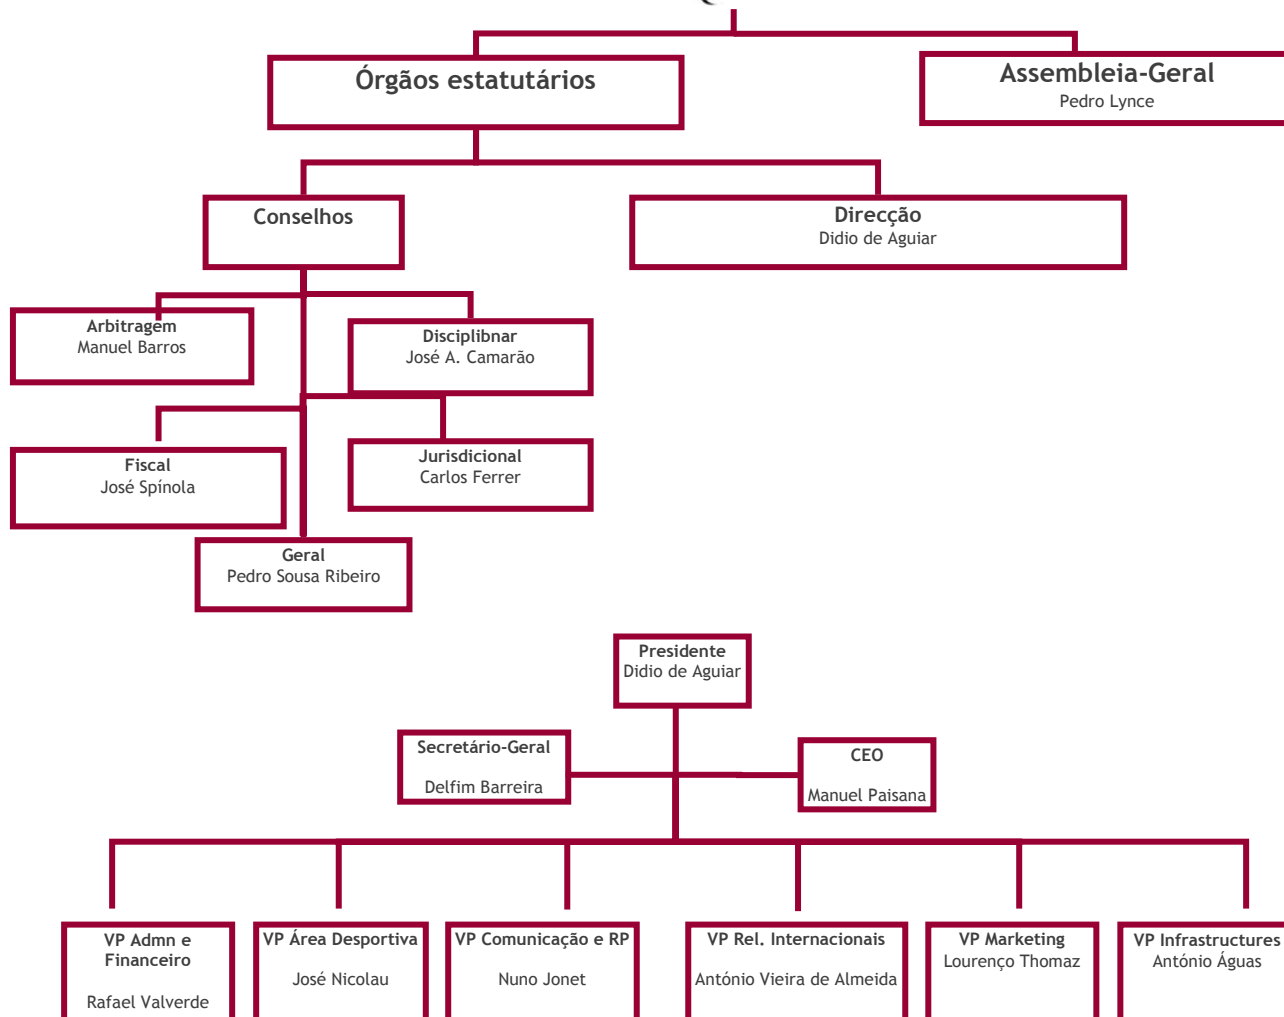 Órgãos estatutários
Assembleia-Geral
Pedro Lynce
Conselhos
Direcção
Didio de Aguiar
Arbitragem
Manuel Barros
Disciplibnar
José A. Camarão
Fiscal
José Spínola
Jurisdicional
Carlos Ferrer
Geral
Pedro Sousa Ribeiro
Presidente
Didio de Aguiar
Secretário-Geral
Delfim Barreira
CEO
Manuel Paisana
VP Admn e
Financeiro
Rafael Valverde
VP Área Desportiva
José Nicolau
VP Comunicação e RP
Nuno Jonet
VP Rel. Internacionais
António Vieira de Almeida
VP Marketing
Lourenço Thomaz
VP Infrastructures
António Águas